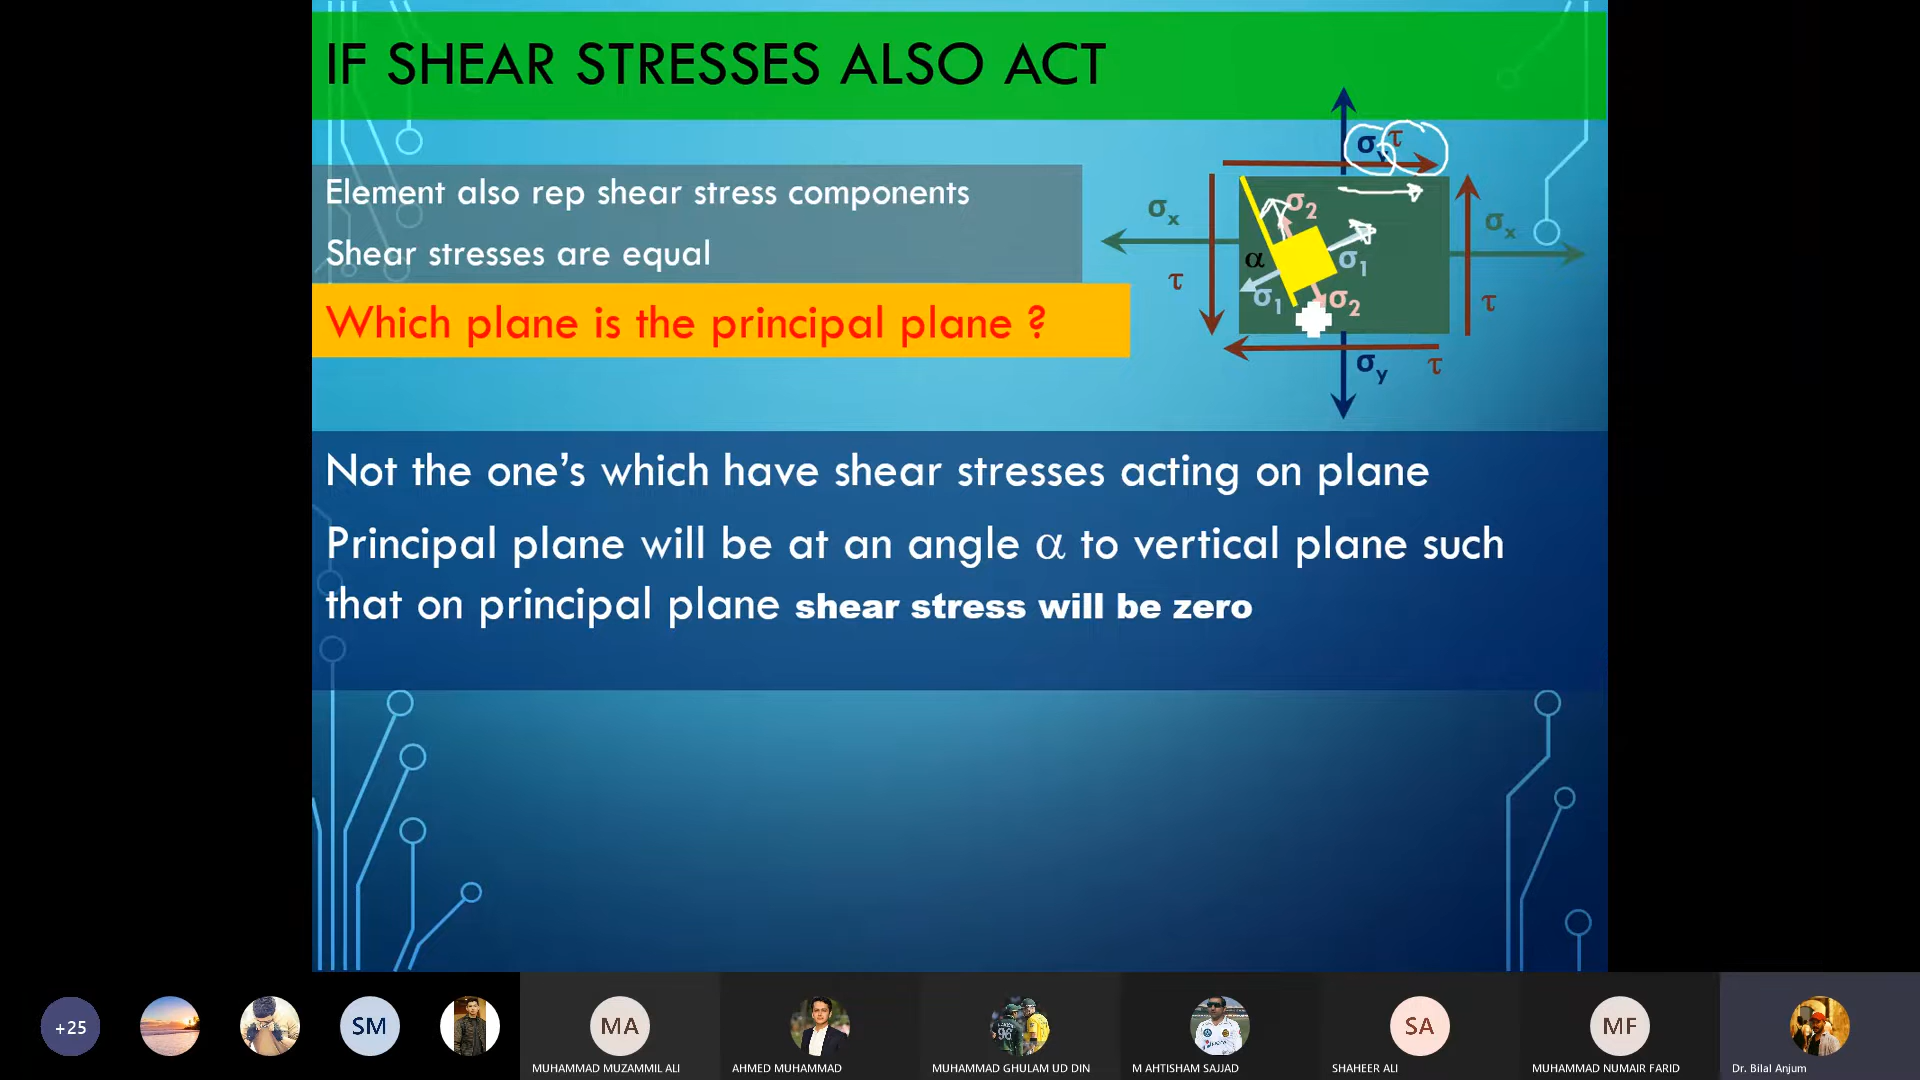 IF SHEAR STRESSES ALSO ACT
Element also rep shear stress components
Shear stresses are equal
Which plane is the principal plane ?
σy τ
σx
σ2
σx
α
σ1
τ
σ1
σ2
τ
σy
τ
Not the one’s which have shear stresses acting on plane
Principal plane will be at an angle α to vertical plane such
that on principal plane shear stress will be zero
+25
SM
MA
SA
MF
MUHAMMAD MUZAMMIL ALI
AHMED MUHAMMAD
MUHAMMAD GHULAM UD DIN
M AHTISHAM SAJJAD
SHAHEER ALI
MUHAMMAD NUMAIR FARID
Dr. Bilal Anjum